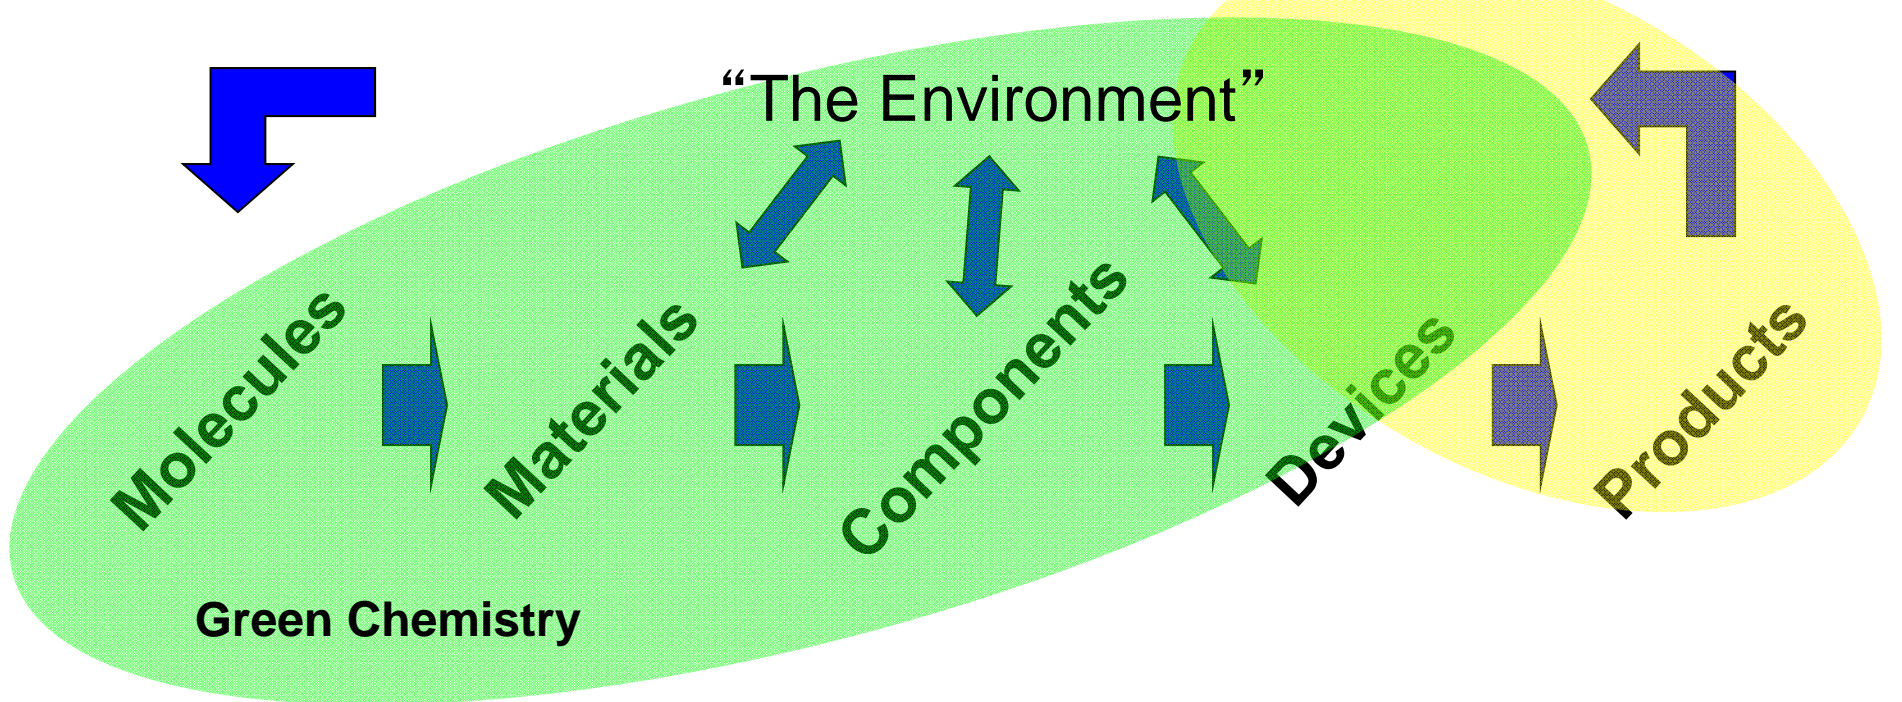 “The Environment”
Molecules
Materials
Components
Devices
Products
Green Chemistry